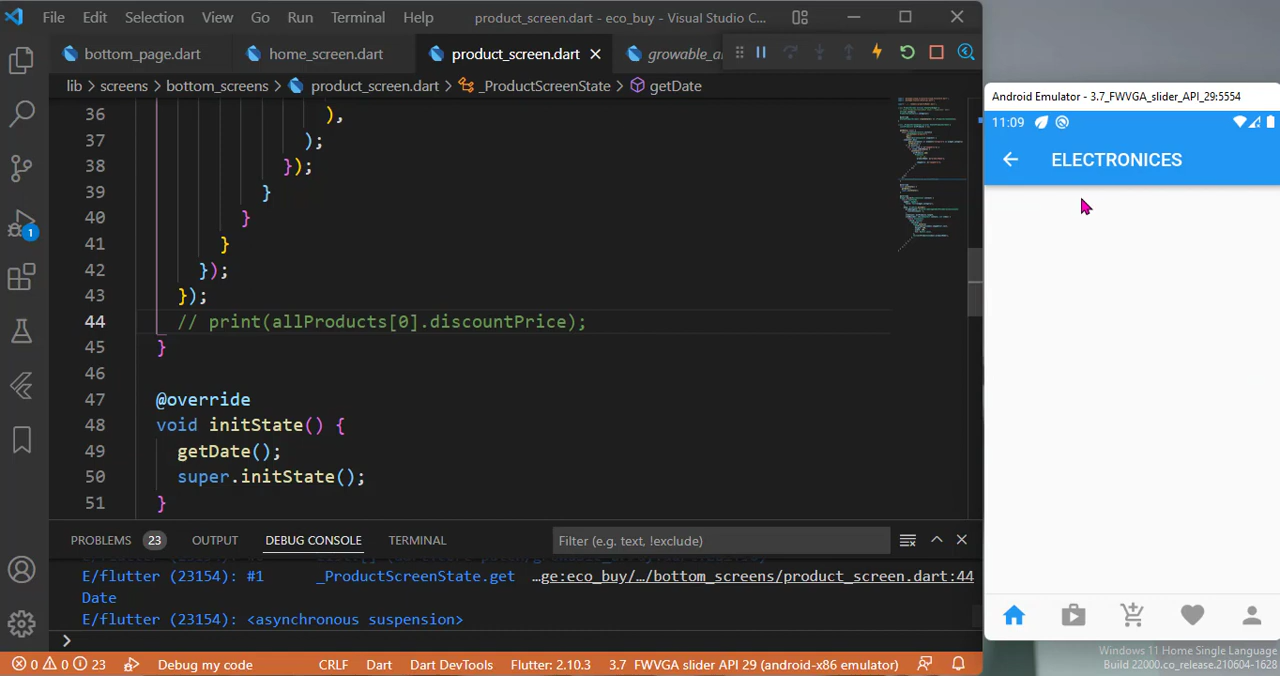 File Edit Selection View Go Run Terminal Help product_screen.dart - eco_buy - Visual Studio C...
bottom_page.dart home_screen.dart product_screen.dart growable_a
lib > screens > bottom_screens > product_screen.dart > _ProductScreenState > getDate
36 ),
37 );
38 });
39 }
40 }
41 }
42 });
43 });
44 // print(allProducts[0].discountPrice);
45 }
46
47 @override
48 void initState() {
49 getDate();
50 super.initState();
51 }
PROBLEMS 23 OUTPUT DEBUG CONSOLE TERMINAL Filter (e.g. text, !exclude)
E/flutter (23154): #1 _ProductScreenState.get …ge:eco_buy/…/bottom_screens/product_screen.dart:44
Date
E/flutter (23154): <asynchronous suspension>
>
0 0 23 Debug my code CRLF Dart Dart DevTools Flutter: 2.10.3 3.7 FWVGA slider API 29 (android-x86 emulator)
1
Android Emulator - 3.7_FWVGA_slider_API_29:5554
11:09
ELECTRONICES
Windows 11 Home Single Language
Build 22000.co_release.210604-1628